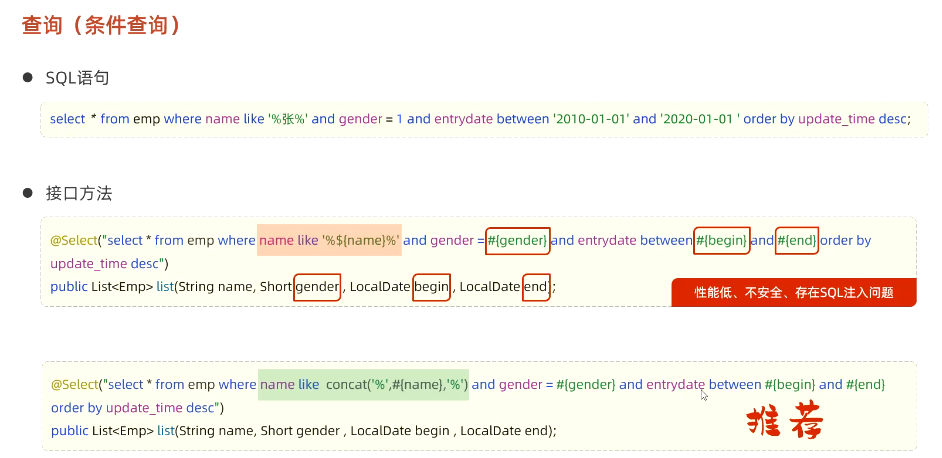 查询（条件查询）
● SQL语句
select * from emp where name like '%张%' and gender = 1 and entrydate between '2010-01-01' and '2020-01-01 ' order by update_time desc;
● 接口方法
@Select("select * from emp where name like '%${name}%' and gender = #{gender} and entrydate between #{begin} and #{end} order by
update_time desc")
public List<Emp> list(String name, Short gender , LocalDate begin , LocalDate end);
性能低、不安全、存在SQL注入问题
@Select("select * from emp where name like  concat('%',#{name},'%') and gender = #{gender} and entrydate between #{begin} and #{end}
order by update_time desc")
public List<Emp> list(String name, Short gender , LocalDate begin , LocalDate end);
推荐